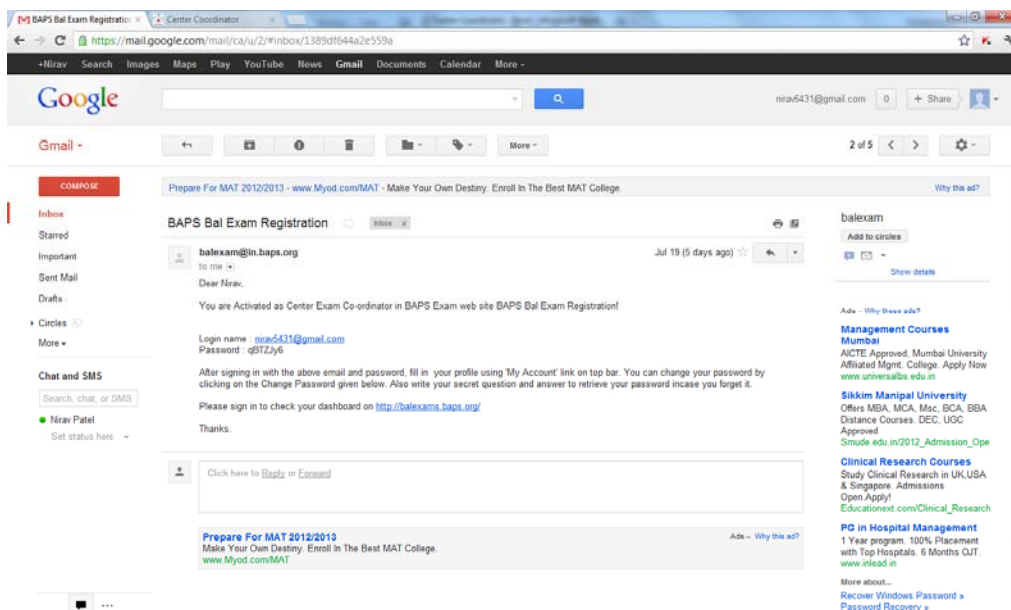 BAPS Bal Exam Registratio
Center Coordinator
https://mail.google.com/mail/ca/u/2/#inbox/1389df644a2e559a
+Nirav Search Images Maps Play YouTube News Gmail Documents Calendar More
Google
nirav5431@gmail.com 0 + Share
Gmail
More
2 of 5
COMPOSE
Prepare For MAT 2012/2013 - www.Myod.com/MAT - Make Your Own Destiny. Enroll In The Best MAT College.
Why this ad?
Inbox
Starred
Important
Sent Mail
Drafts
Circles
More
Chat and SMS
Search, chat, or SMS
Nirav Patel
Set status here
BAPS Bal Exam Registration
Inbox x
balexam@in.baps.org
Jul 19 (5 days ago)
to me
Dear Nirav,
You are Activated as Center Exam Co-ordinator in BAPS Exam web site BAPS Bal Exam Registration!
Login name : nirav5431@gmail.com
Password : qBTZJy6
After signing in with the above email and password, fill in your profile using 'My Account' link on top bar. You can change your password by
clicking on the Change Password given below. Also write your secret question and answer to retrieve your password incase you forget it.
Please sign in to check your dashboard on http://balexams.baps.org/
Thanks.
Click here to Reply or Forward
Prepare For MAT 2012/2013
Ads – Why this ad?
Make Your Own Destiny. Enroll In The Best MAT College.
www.Myod.com/MAT
balexam
Add to circles
Show details
Ads – Why these ads?
Management Courses
Mumbai
AICTE Approved, Mumbai University
Affiliated Mgmt. College. Apply Now
www.universalbs.edu.in
Sikkim Manipal University
Offers MBA, MCA, Msc, BCA, BBA
Distance Courses. DEC, UGC
Approved
Smude.edu.in/2012_Admission_Ope
Clinical Research Courses
Study Clinical Research in UK,USA
& Singapore. Admissions
Open.Apply!
Educationext.com/Clinical_Research
PG in Hospital Management
1 Year program. 100% Placement
with Top Hospitals. 6 Months OJT.
www.inlead.in
More about...
Recover Windows Password »
Password Recovery »